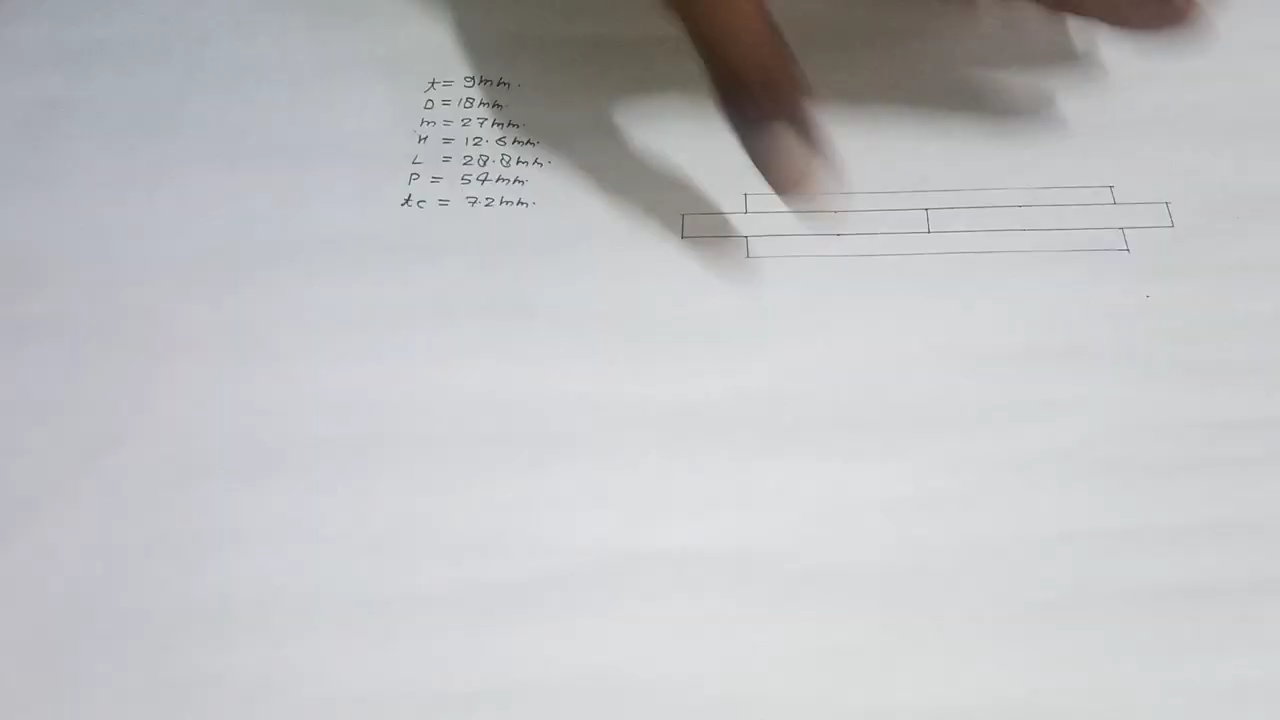 t = 9mm.
D = 18mm.
m = 27mm.
H = 12.6mm.
L = 28.8mm.
P = 54mm.
tc = 7.2mm.